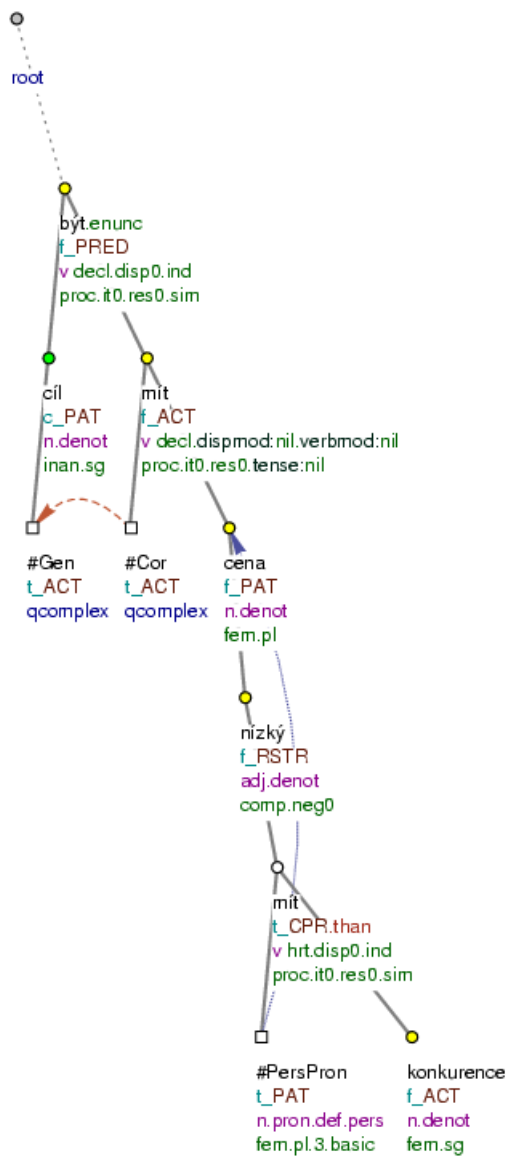 root
být.enunc
f_PRED
v decl.disp0.ind
proc.it0.res0.sim
cíl
c_PAT
n.denot
inan.sg
mít
f_ACT
v decl.dispmod:nil.verbmod:nil
proc.it0.res0.tense:nil
#Gen
t_ACT
qcomplex
#Cor
t_ACT
qcomplex
cena
f_PAT
n.denot
fem.pl
nízký
f_RSTR
adj.denot
comp.neg0
mít
t_CPR.than
v hrt.disp0.ind
proc.it0.res0.sim
#PersPron
t_PAT
n.pron.def.pers
fem.pl.3.basic
konkurence
f_ACT
n.denot
fem.sg